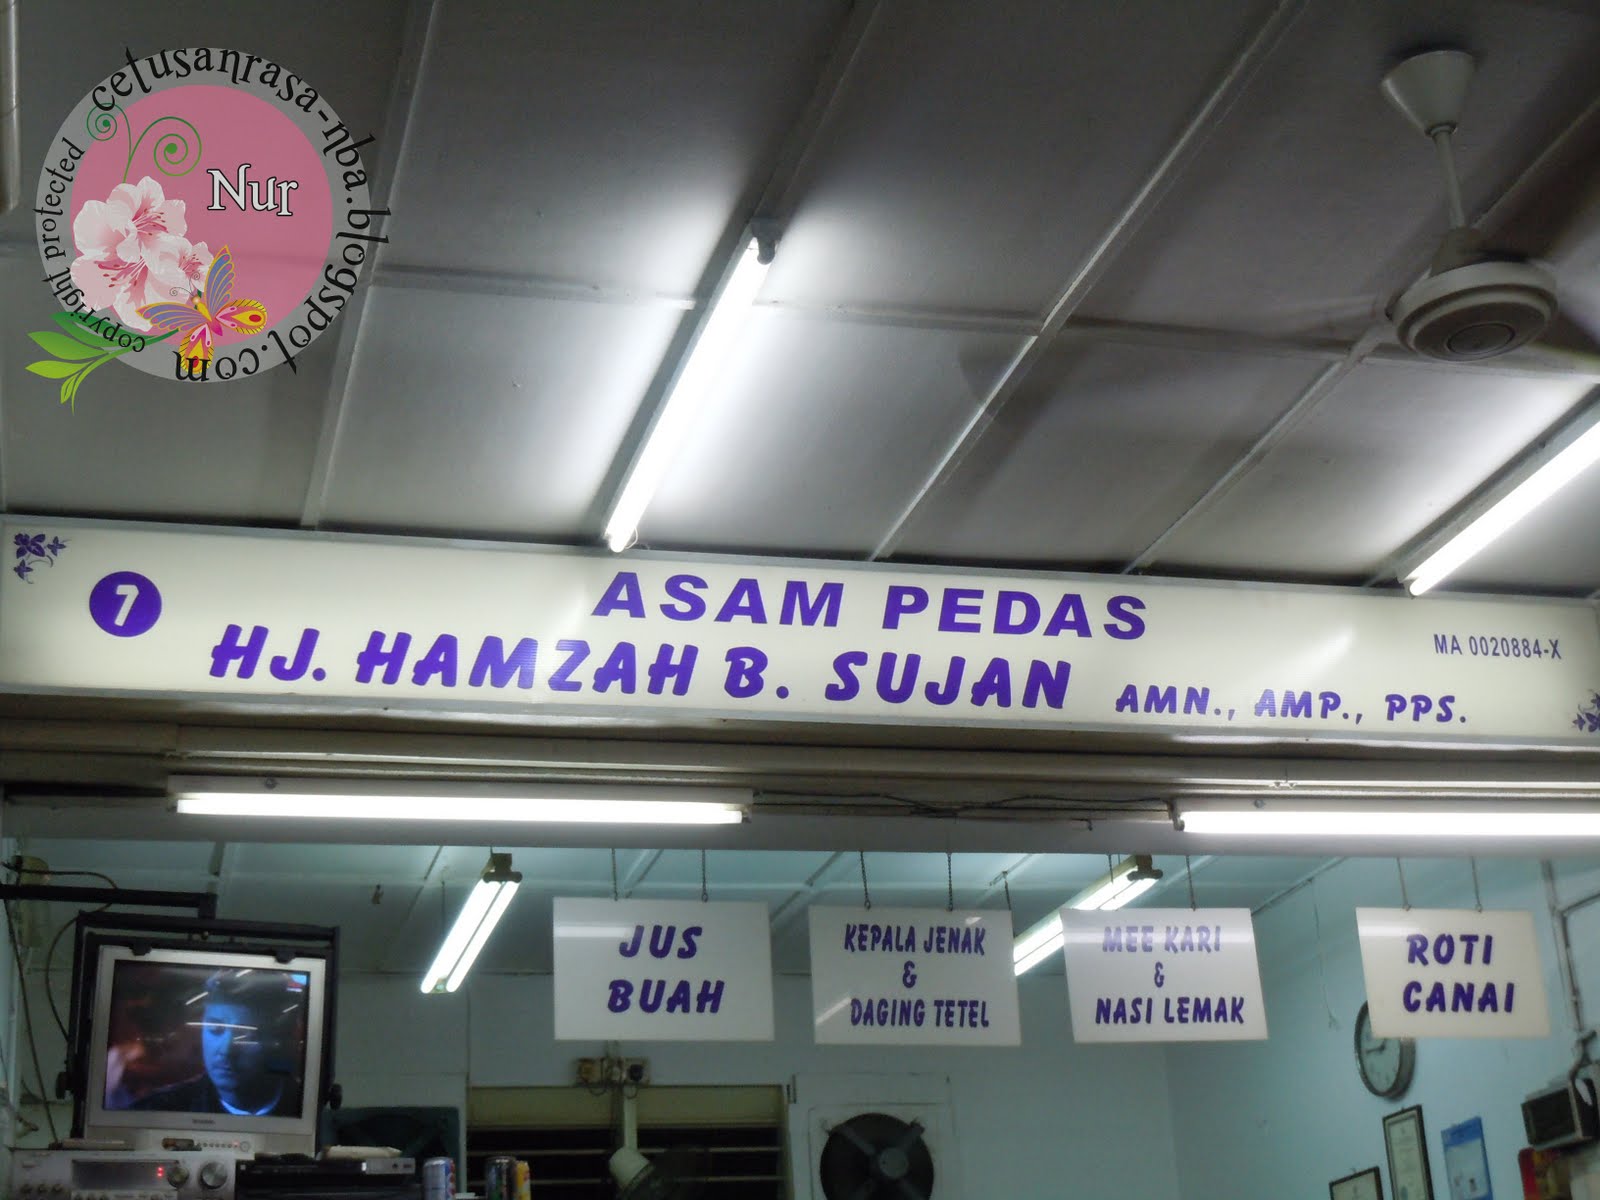 copyright protected cetusanrasa-nba.blogspot.com
Nur
7
ASAM PEDAS
HJ. HAMZAH B. SUJAN AMN., AMP., PPS.
MA 0020884-X
JUS
BUAH
KEPALA JENAK
&
DAGING TETEL
MEE KARI
&
NASI LEMAK
ROTI
CANAI